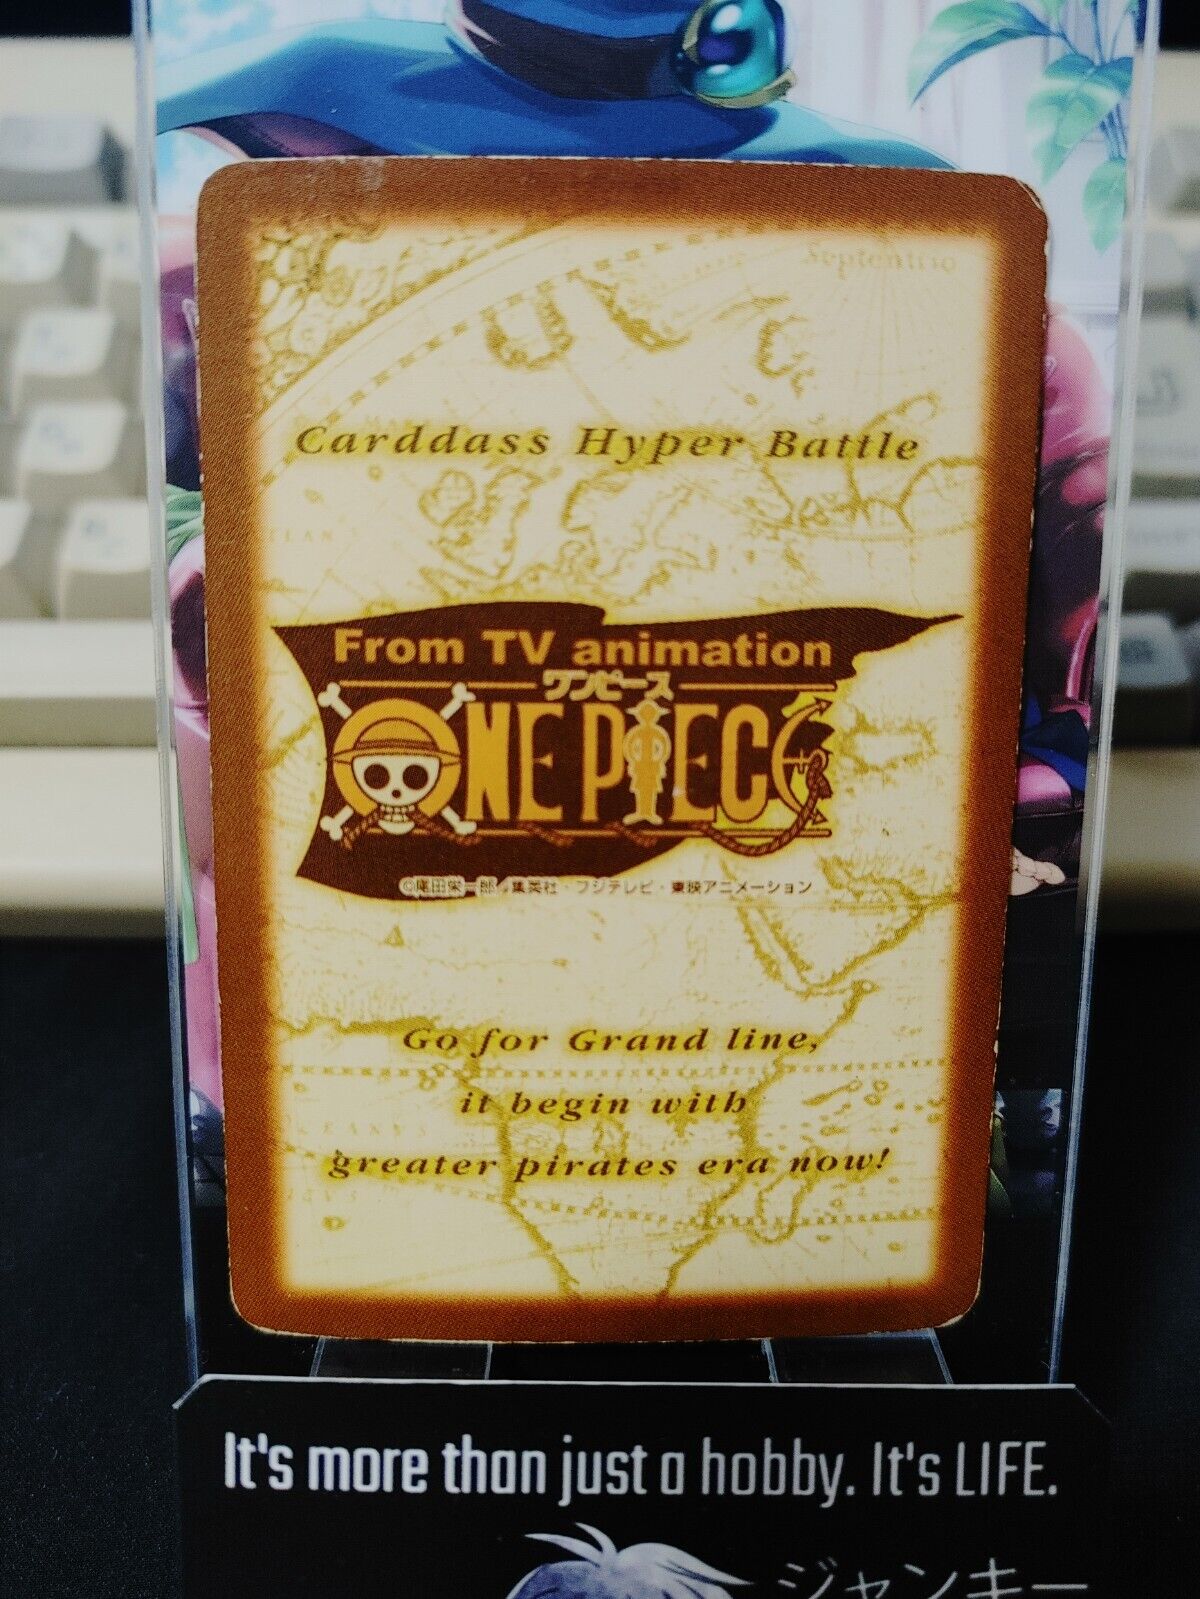 Septentrio
Carddass Hyper Battle
From TV animation
ワンピース
ONE PIECE
©尾田栄一郎／集英社・フジテレビ・東映アニメーション
Go for Grand line,
it begin with
greater pirates era now!
It's more than just a hobby. It's LIFE.
ジャンキー